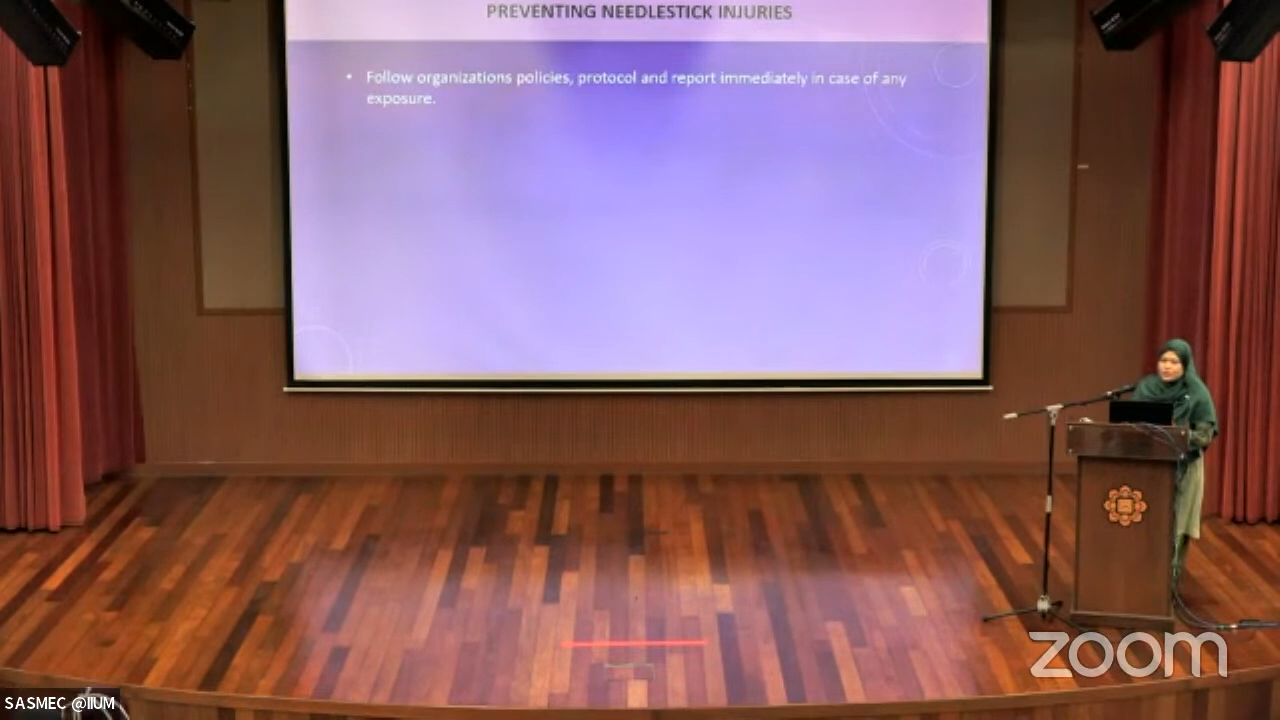 PREVENTING NEEDLESTICK INJURIES
• Follow organizations policies, protocol and report immediately in case of any
exposure.
zoom
SASMEC @IIUM